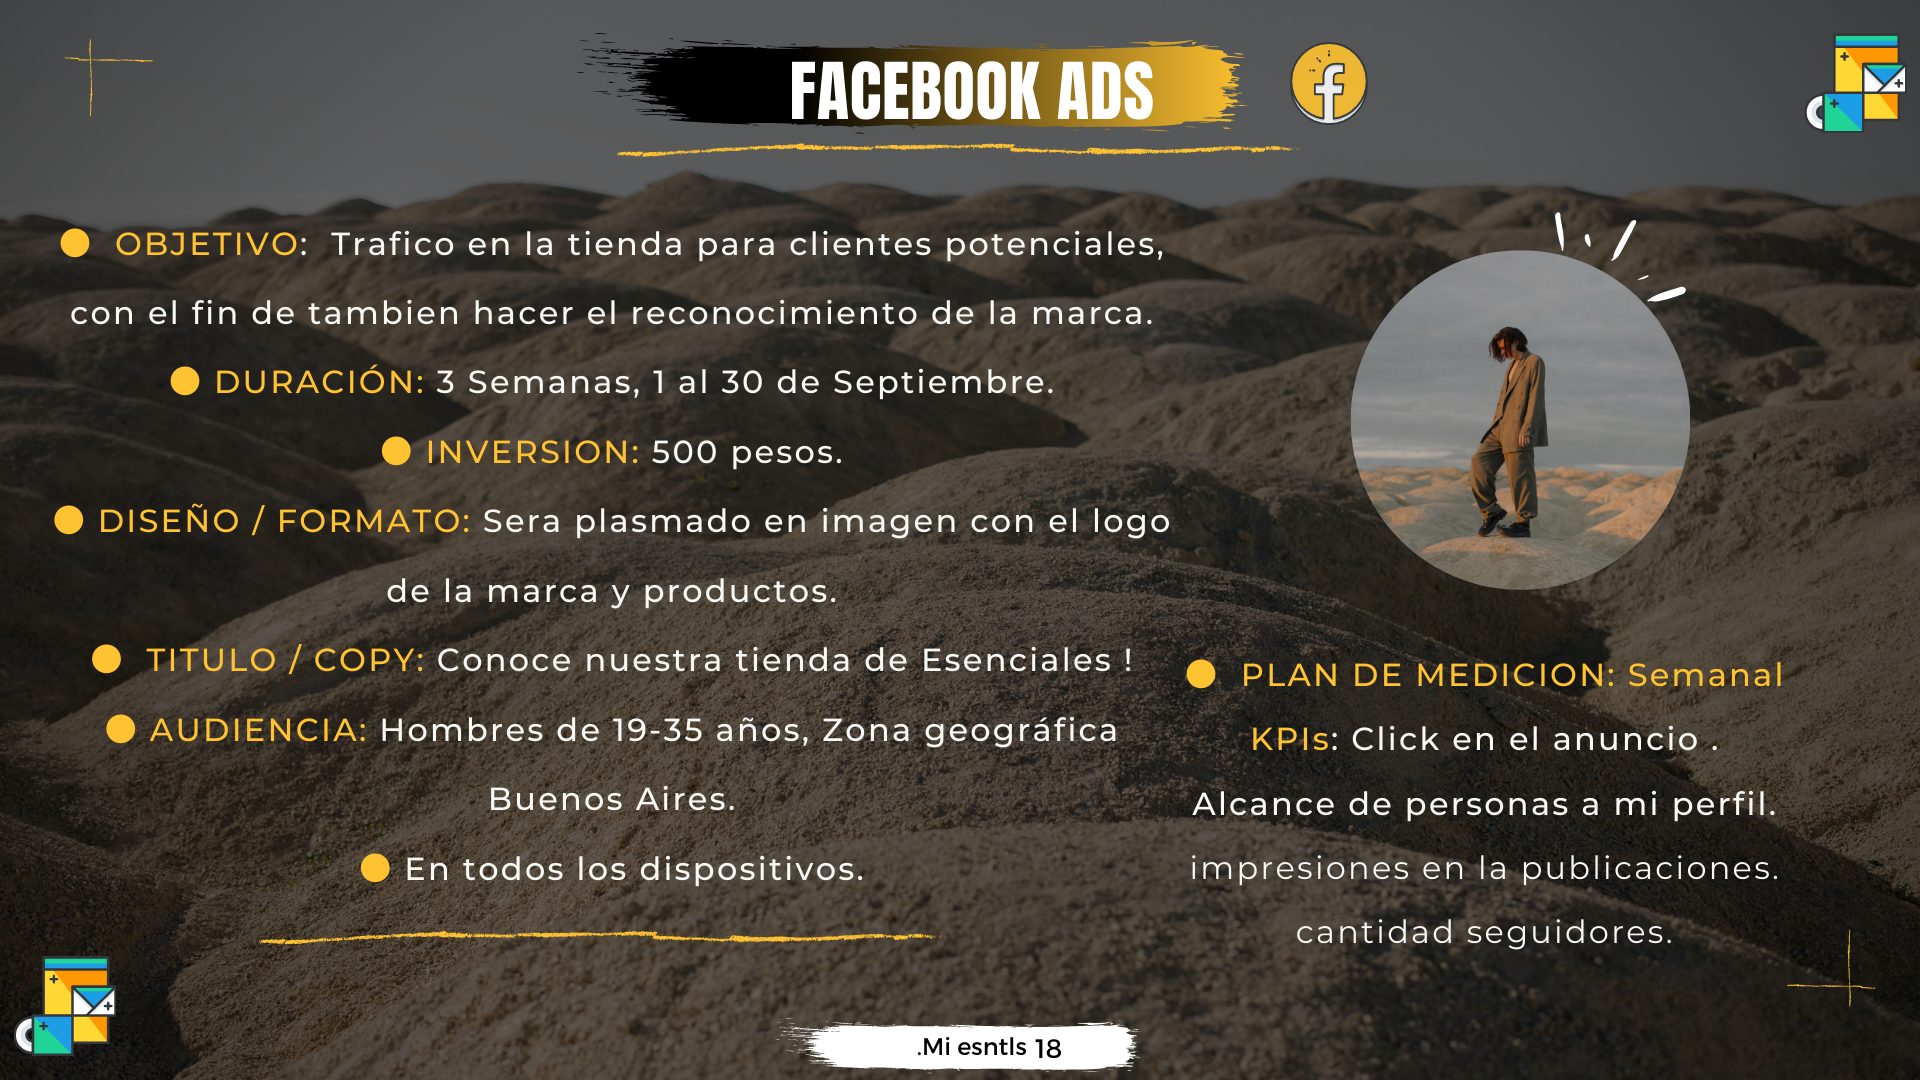 FACEBOOK ADS
OBJETIVO: Trafico en la tienda para clientes potenciales,
con el fin de tambien hacer el reconocimiento de la marca.
DURACIÓN: 3 Semanas, 1 al 30 de Septiembre.
INVERSION: 500 pesos.
DISEÑO / FORMATO: Sera plasmado en imagen con el logo
de la marca y productos.
TITULO / COPY: Conoce nuestra tienda de Esenciales !
AUDIENCIA: Hombres de 19-35 años, Zona geográfica
Buenos Aires.
En todos los dispositivos.
PLAN DE MEDICION: Semanal
KPIs: Click en el anuncio .
Alcance de personas a mi perfil.
impresiones en la publicaciones.
cantidad seguidores.
.Mi esntls 18